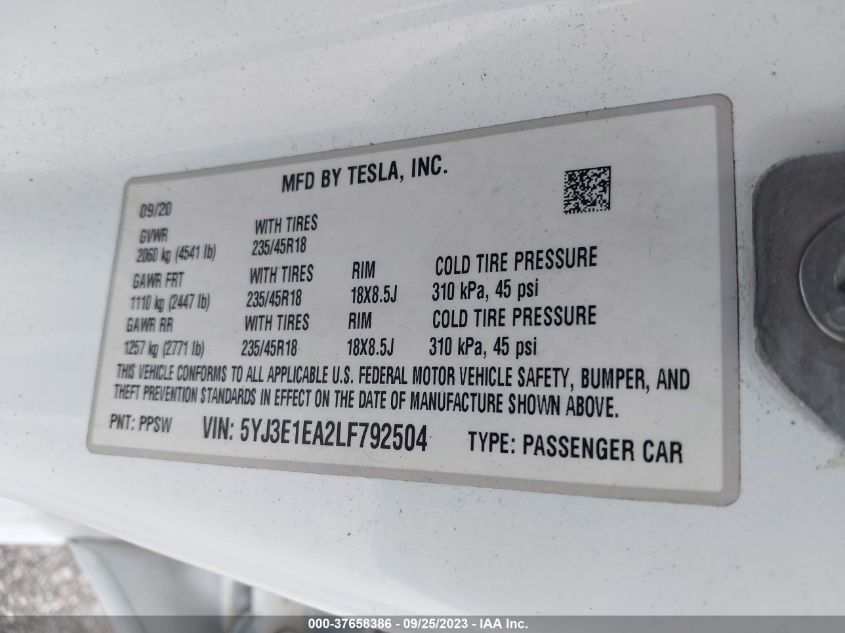 MFD BY TESLA, INC.
09/20
GVWR WITH TIRES
2060 kg (4541 lb) 235/45R18
GAWR FRT WITH TIRES RIM COLD TIRE PRESSURE
1110 kg (2447 lb) 235/45R18 18X8.5J 310 kPa, 45 psi
GAWR RR WITH TIRES RIM COLD TIRE PRESSURE
1257 kg (2771 lb) 235/45R18 18X8.5J 310 kPa, 45 psi
THIS VEHICLE CONFORMS TO ALL APPLICABLE U.S. FEDERAL MOTOR VEHICLE SAFETY, BUMPER, AND
THEFT PREVENTION STANDARDS IN EFFECT ON THE DATE OF MANUFACTURE SHOWN ABOVE.
PNT: PPSW VIN: 5YJ3E1EA2LF792504 TYPE: PASSENGER CAR
000-37658386 - 09/25/2023 - USE ONLY